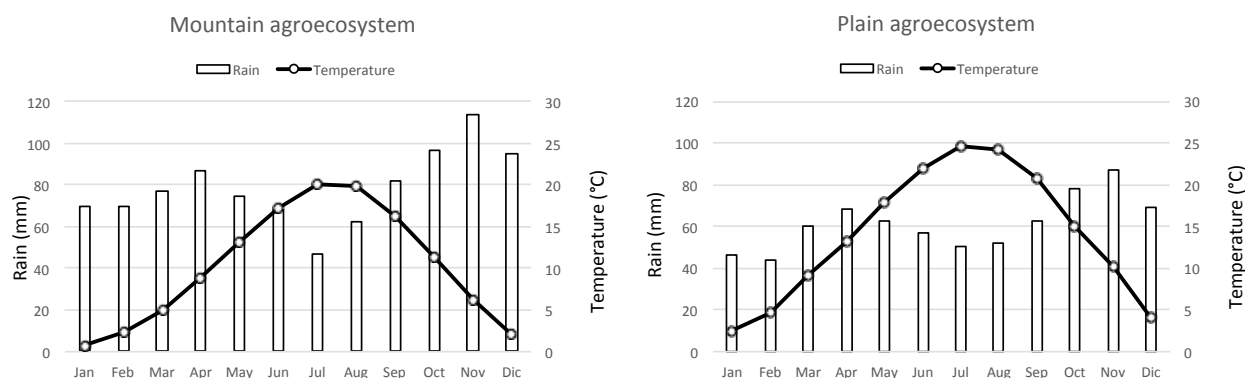 Mountain agroecosystem
Rain Temperature
120
100
80
60
40
20
0
Rain (mm)
30
25
20
15
10
5
0
Temperature (°C)
Jan Feb Mar Apr May Jun Jul Aug Sep Oct Nov Dic
Plain agroecosystem
Rain Temperature
120
100
80
60
40
20
0
Rain (mm)
30
25
20
15
10
5
0
Temperature (°C)
Jan Feb Mar Apr May Jun Jul Aug Sep Oct Nov Dic